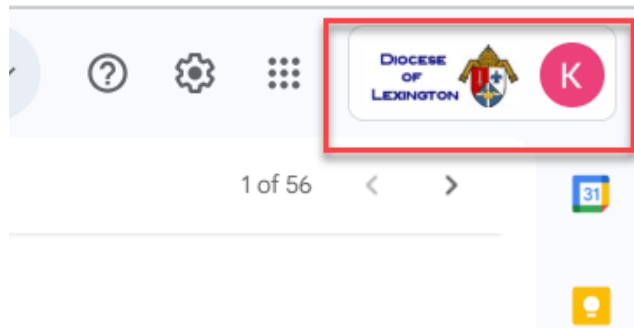 DIOCESE
OF
LEXINGTON
K
1 of 56
31